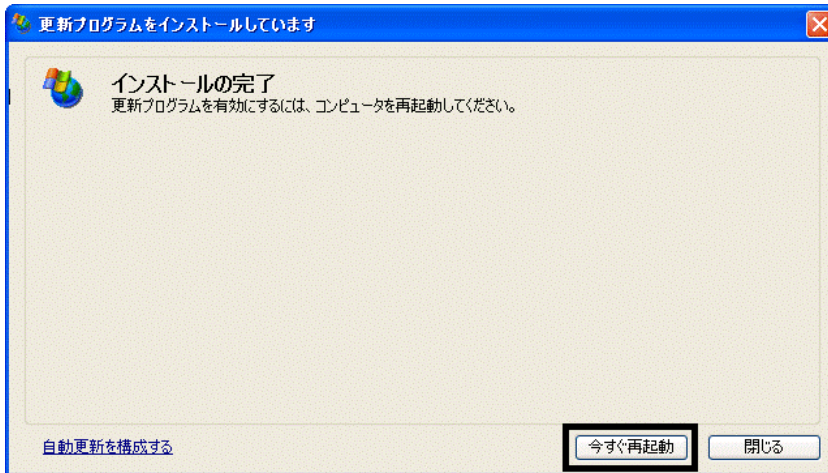 更新プログラムをインストールしています
インストールの完了
更新プログラムを有効にするには、コンピュータを再起動してください。
自動更新を構成する
今すぐ再起動
閉じる